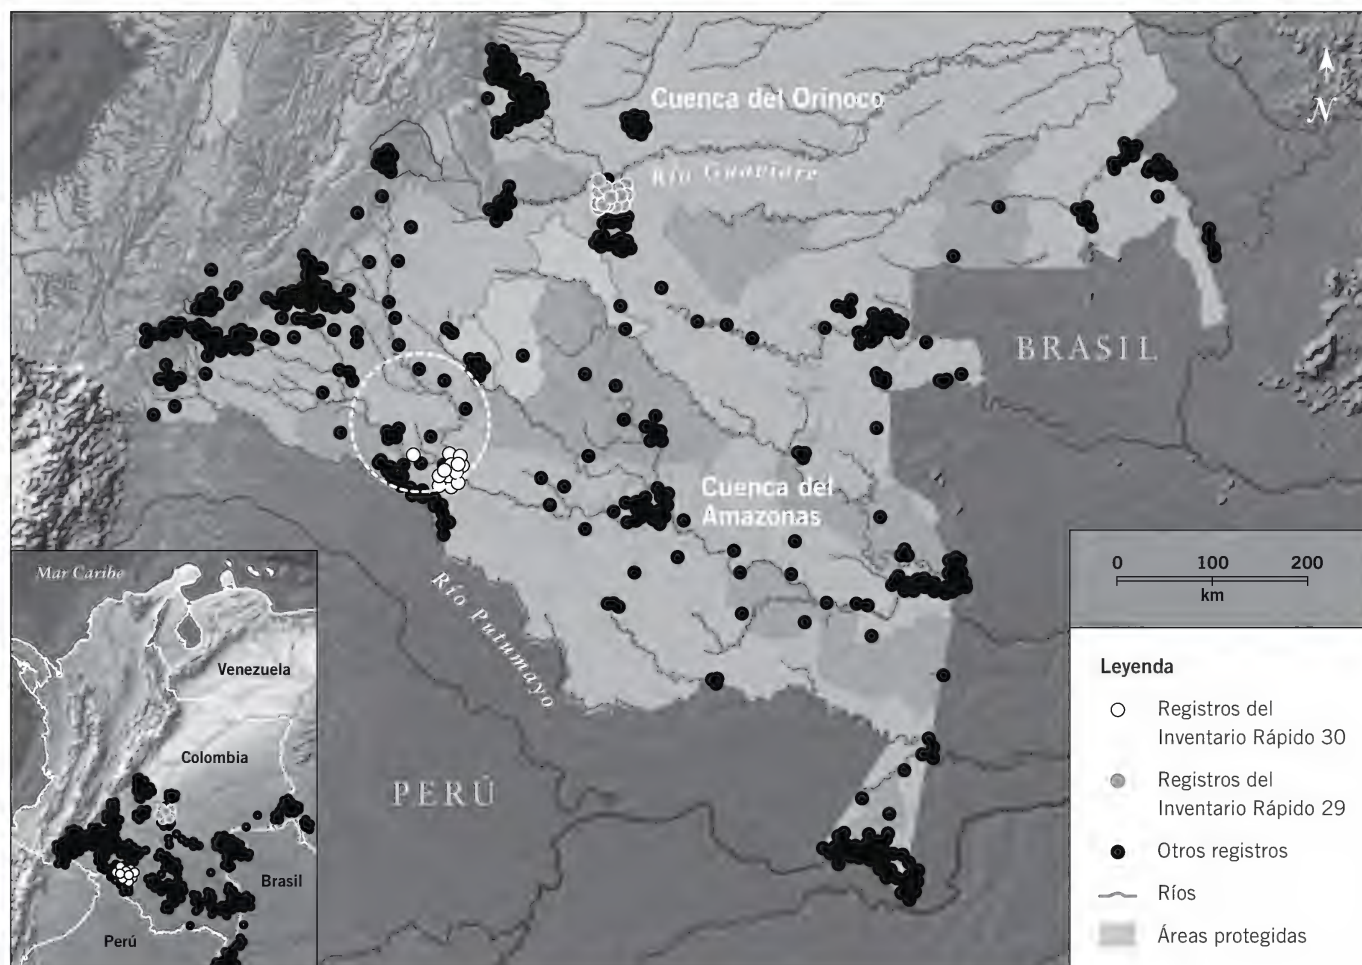 Cuenca del Orinoco
N
Río Guaviare
BRASIL
Cuenca del
Amazonas
Río Putumayo
PERÚ
0 100 200
km
Mar Caribe
Venezuela
Colombia
Brasil
Perú
Leyenda
Registros del
Inventario Rápido 30
Registros del
Inventario Rápido 29
Otros registros
Ríos
Áreas protegidas